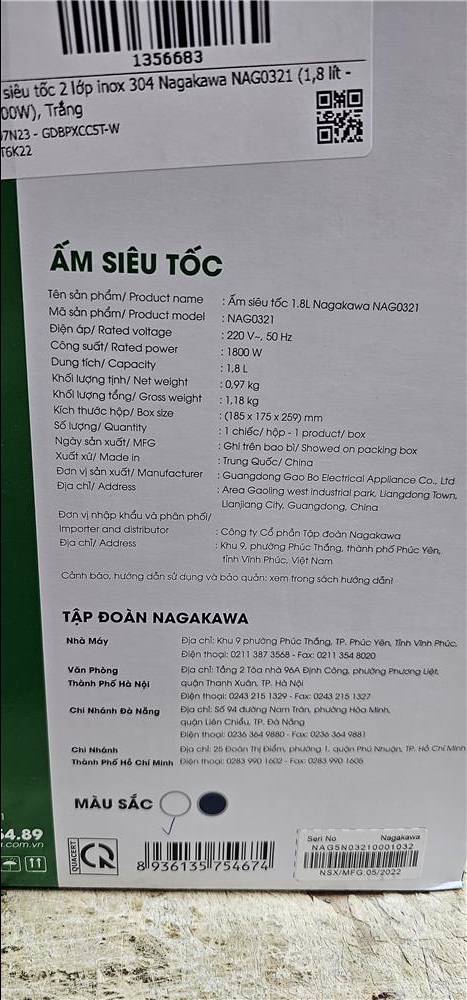 1356683
siêu tốc 2 lớp inox 304 Nagakawa NAG0321 (1,8 lít -
00W), Trắng
7N23 - GDBPXCC5T-W
T6K22
ẤM SIÊU TỐC
Tên sản phẩm/ Product name : Ấm siêu tốc 1.8L Nagakawa NAG0321
Mã sản phẩm/ Product model : NAG0321
Điện áp/ Rated voltage : 220 V~, 50 Hz
Công suất/ Rated power : 1800 W
Dung tích/ Capacity : 1,8 L
Khối lượng tịnh/ Net weight : 0,97 kg
Khối lượng tổng/ Gross weight : 1,18 kg
Kích thước hộp/ Box size : (185 x 175 x 259) mm
Số lượng/ Quantity : 1 chiếc/ hộp - 1 product/ box
Ngày sản xuất/ MFG : Ghi trên bao bì/ Showed on packing box
Xuất xứ/ Made in : Trung Quốc/ China
Đơn vị sản xuất/ Manufacturer : Guangdong Gao Bo Electrical Appliance Co., Ltd
Địa chỉ/ Address : Area Gaoling west industrial park, Liangdong Town,
Lianjiang City, Guangdong, China
Đơn vị nhập khẩu và phân phối/
Importer and distributor : Công ty Cổ phần Tập đoàn Nagakawa
Địa chỉ/ Address : Khu 9, phường Phúc Thắng, thành phố Phúc Yên,
tỉnh Vĩnh Phúc, Việt Nam
Cảnh báo, hướng dẫn sử dụng và bảo quản: xem trong sách hướng dẫn!
TẬP ĐOÀN NAGAKAWA
Nhà Máy Địa chỉ: Khu 9 phường Phúc Thắng, TP. Phúc Yên, Tỉnh Vĩnh Phúc,
Điện thoại: 0211 387 3568 - Fax: 0211 354 8020
Văn Phòng Địa chỉ: Tầng 2 Tòa nhà 96A Định Công, phường Phương Liệt,
Thành Phố Hà Nội quận Thanh Xuân, TP. Hà Nội
Điện thoại: 0243 215 1329 - Fax: 0243 215 1327
Chi Nhánh Đà Nẵng Địa chỉ: Số 94 đường Nam Trân, phường Hòa Minh,
quận Liên Chiểu, TP. Đà Nẵng
Điện thoại: 0236 364 9880 - Fax: 0236 364 9881
Chi Nhánh Địa chỉ: 25 Đoàn Thị Điểm, phường 1, quận Phú Nhuận, TP. Hồ Chí Minh
Thành Phố Hồ Chí Minh Điện thoại: 0283 990 1602 - Fax: 0283 990 1605
MÀU SẮC
54.89
.com.vn
QUACERT
8 936135 754674
Seri No Nagakawa
NAG5N03210001032
NSX/MFG:05/2022